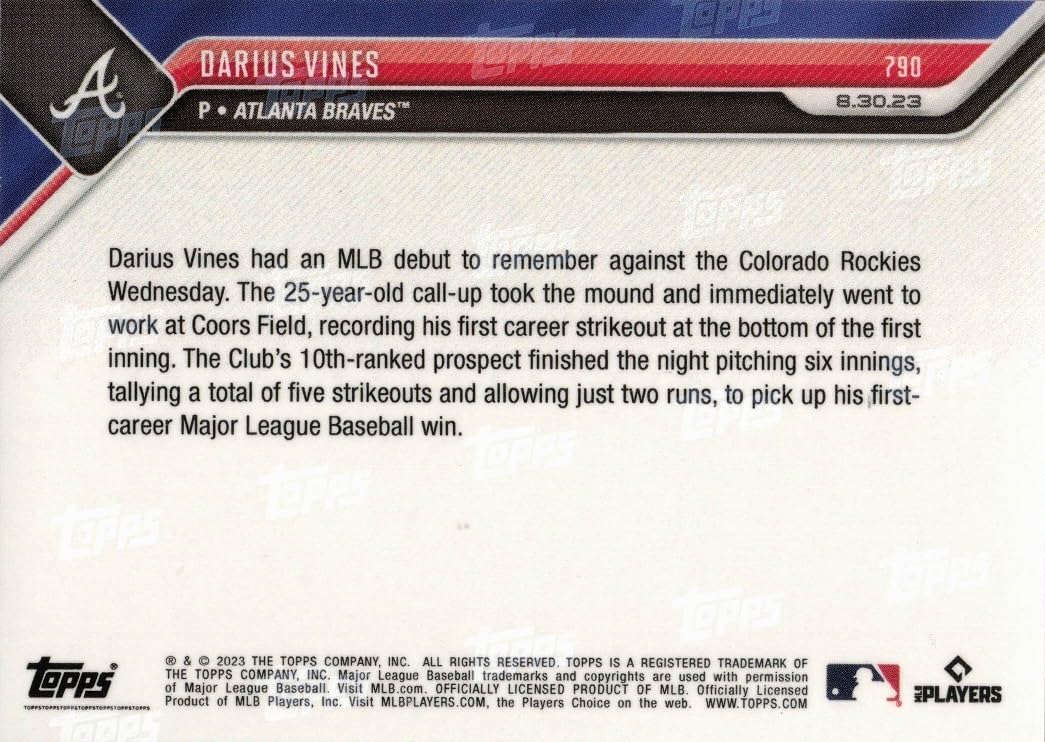 DARIUS VINES
790
P • ATLANTA BRAVES™
8.30.23
Darius Vines had an MLB debut to remember against the Colorado Rockies
Wednesday. The 25-year-old call-up took the mound and immediately went to
work at Coors Field, recording his first career strikeout at the bottom of the first
inning. The Club's 10th-ranked prospect finished the night pitching six innings,
tallying a total of five strikeouts and allowing just two runs, to pick up his first-
career Major League Baseball win.
topps®
TOPPSTOPPSTOPPSTOPPSTOPPSTOPPSTOPPS
® & © 2023 THE TOPPS COMPANY, INC. ALL RIGHTS RESERVED. TOPPS IS A REGISTERED TRADEMARK OF
THE TOPPS COMPANY, INC. Major League Baseball trademarks and copyrights are used with permission
of Major League Baseball. Visit MLB.com. OFFICIALLY LICENSED PRODUCT OF MLB. Officially Licensed
Product of MLB Players, Inc. Visit MLBPLAYERS.COM, the Players Choice on the web. WWW.TOPPS.COM
MLB PLAYERS